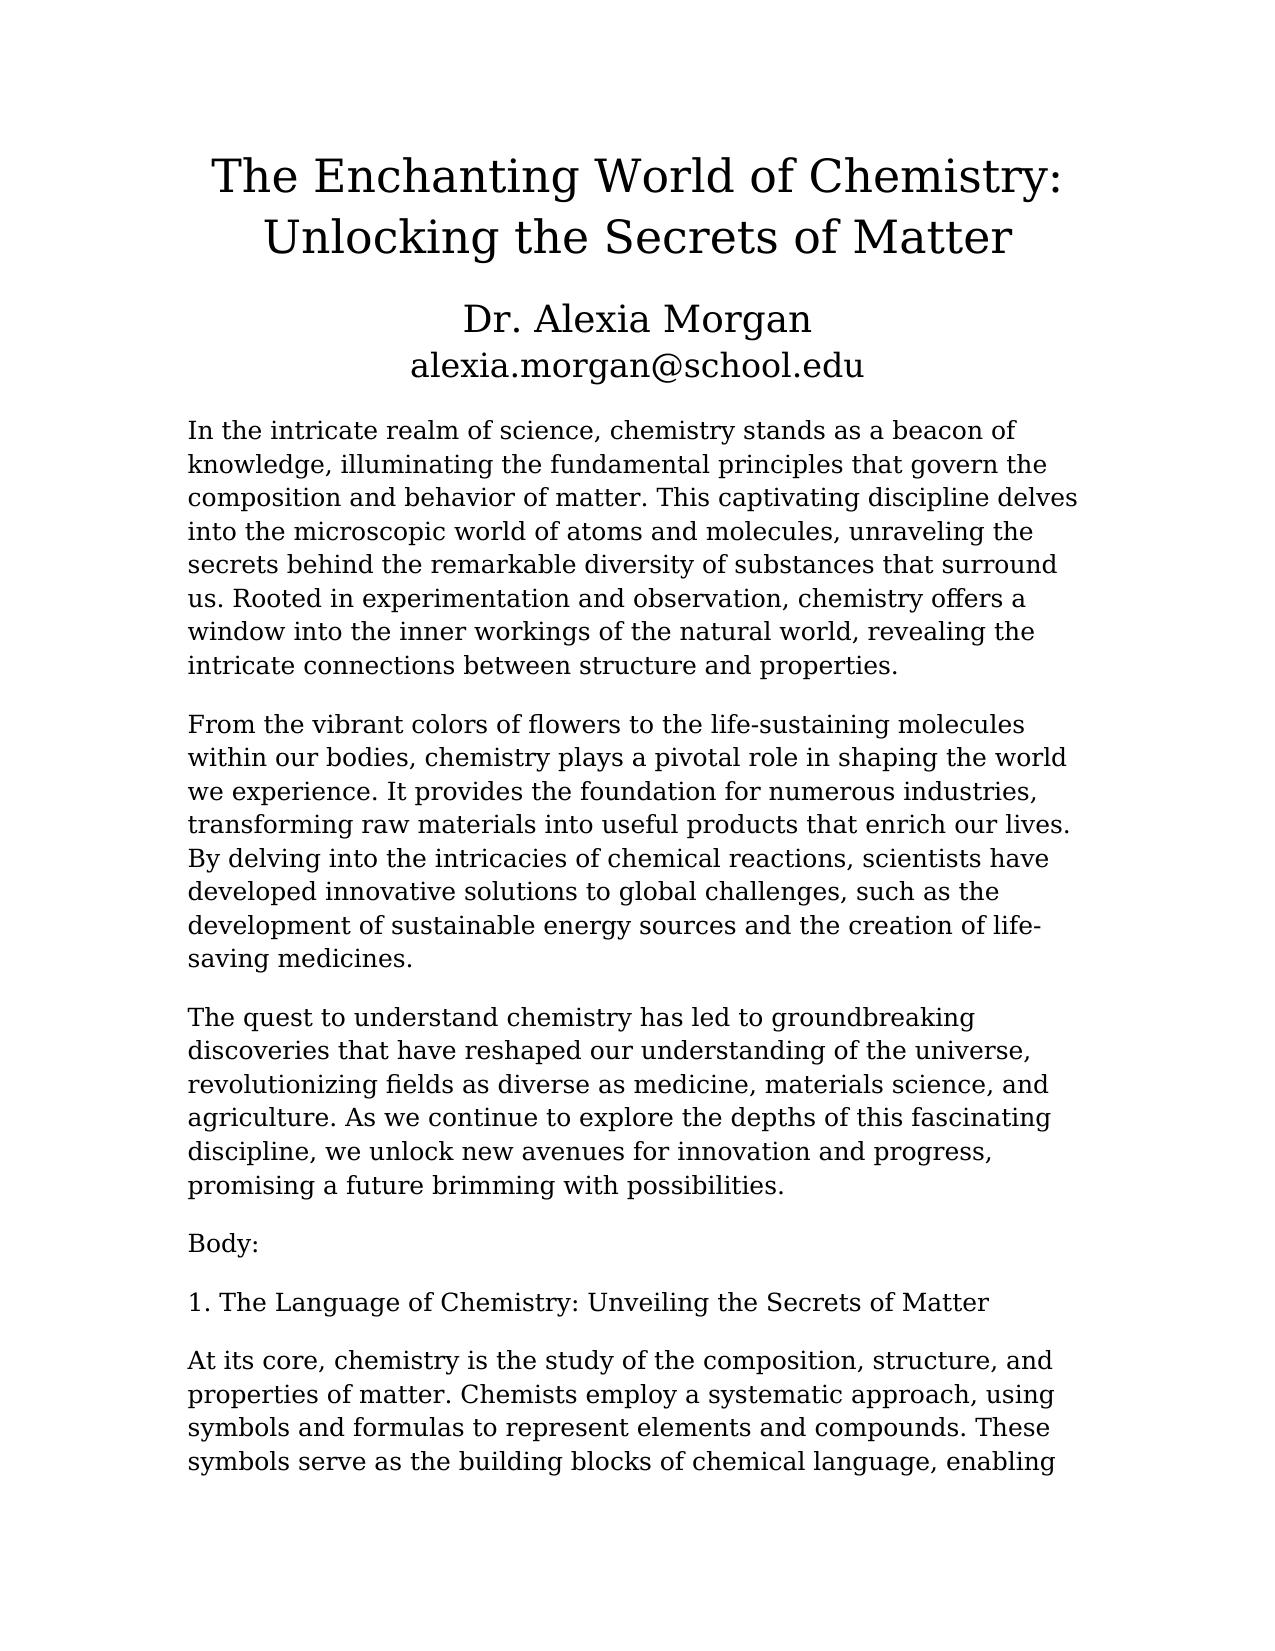 The Enchanting World of Chemistry:
Unlocking the Secrets of Matter
Dr. Alexia Morgan
alexia.morgan@school.edu
In the intricate realm of science, chemistry stands as a beacon of
knowledge, illuminating the fundamental principles that govern the
composition and behavior of matter. This captivating discipline delves
into the microscopic world of atoms and molecules, unraveling the
secrets behind the remarkable diversity of substances that surround
us. Rooted in experimentation and observation, chemistry offers a
window into the inner workings of the natural world, revealing the
intricate connections between structure and properties.
From the vibrant colors of flowers to the life-sustaining molecules
within our bodies, chemistry plays a pivotal role in shaping the world
we experience. It provides the foundation for numerous industries,
transforming raw materials into useful products that enrich our lives.
By delving into the intricacies of chemical reactions, scientists have
developed innovative solutions to global challenges, such as the
development of sustainable energy sources and the creation of life-
saving medicines.
The quest to understand chemistry has led to groundbreaking
discoveries that have reshaped our understanding of the universe,
revolutionizing fields as diverse as medicine, materials science, and
agriculture. As we continue to explore the depths of this fascinating
discipline, we unlock new avenues for innovation and progress,
promising a future brimming with possibilities.
Body:
1. The Language of Chemistry: Unveiling the Secrets of Matter
At its core, chemistry is the study of the composition, structure, and
properties of matter. Chemists employ a systematic approach, using
symbols and formulas to represent elements and compounds. These
symbols serve as the building blocks of chemical language, enabling